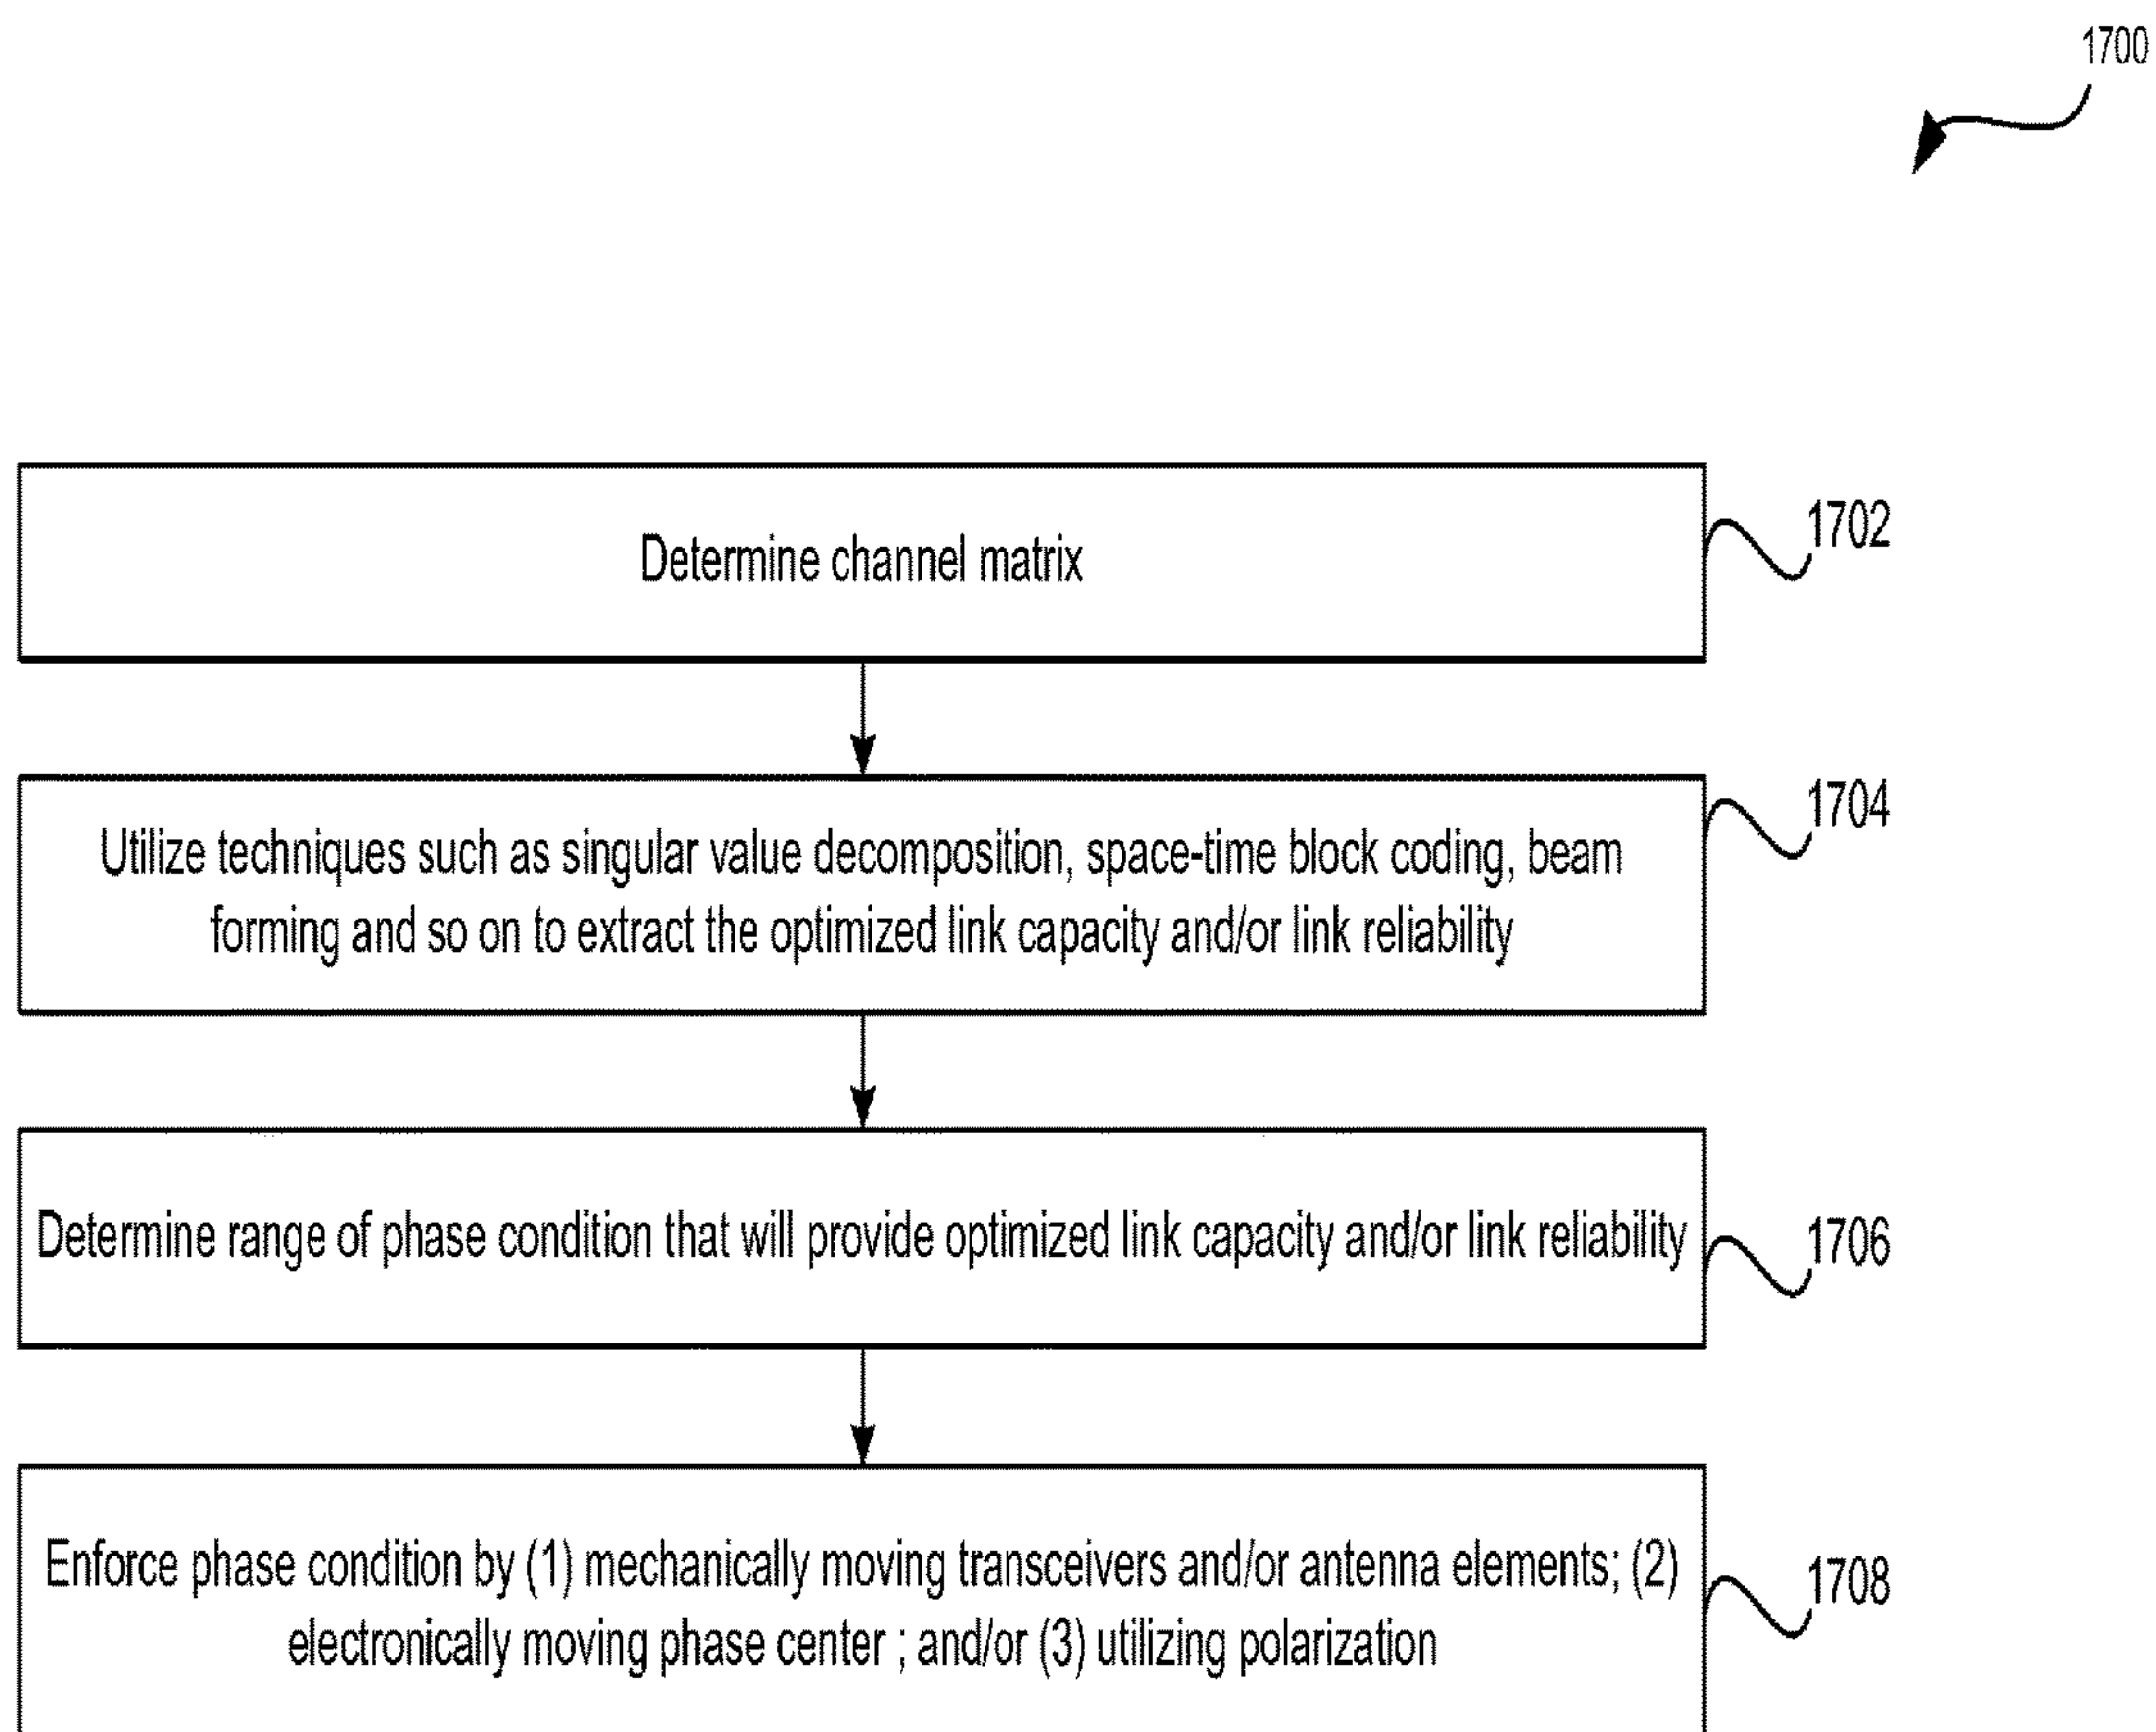 1700
Determine channel matrix
1702
Utilize techniques such as singular value decomposition, space-time block coding, beam
forming and so on to extract the optimized link capacity and/or link reliability
1704
Determine range of phase condition that will provide optimized link capacity and/or link reliability
1706
Enforce phase condition by (1) mechanically moving transceivers and/or antenna elements; (2)
electronically moving phase center ; and/or (3) utilizing polarization
1708